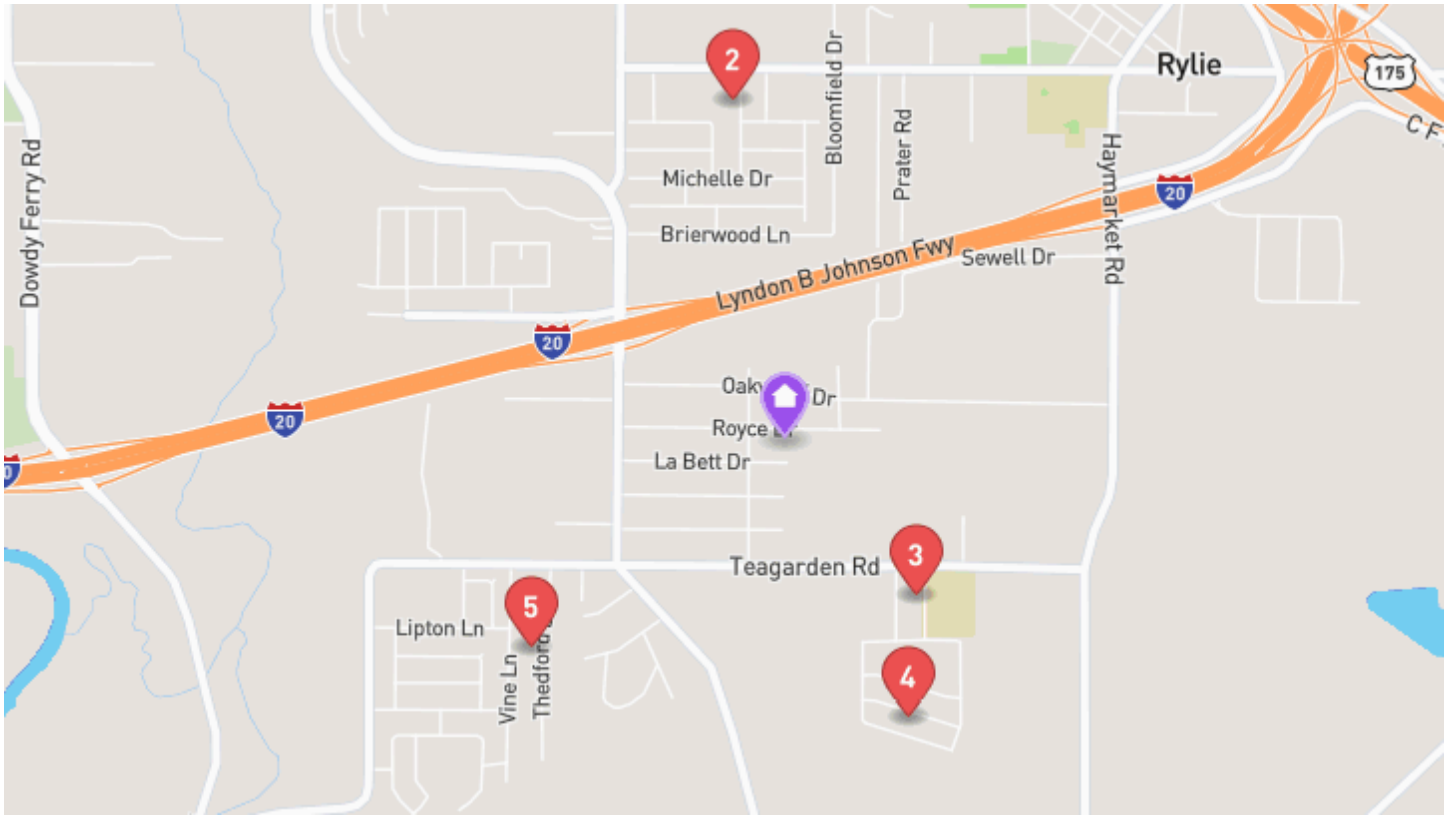 2
Rylie
175
C F
Bloomfield Dr
Prater Rd
Haymarket Rd
Dowdy Ferry Rd
Michelle Dr
20
Brierwood Ln
Lyndon B Johnson Fwy
Sewell Dr
20
20
Dr
Royce
La Bett Dr
Teagarden Rd
3
5
Lipton Ln
Vine Ln
Thedford
4